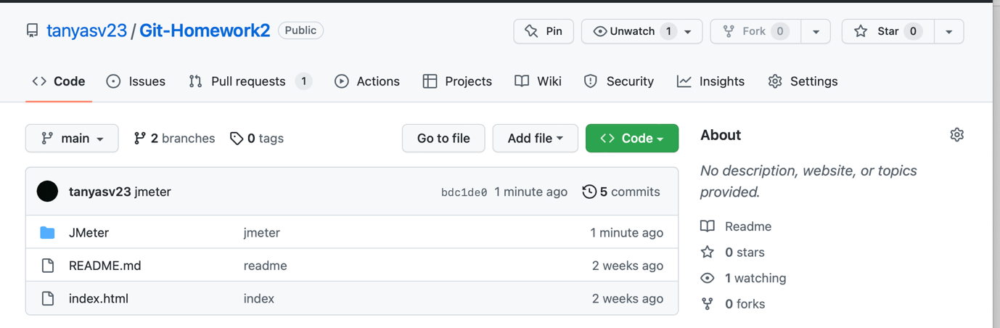 tanyasv23 / Git-Homework2 Public Pin Unwatch 1 Fork 0 Star 0
Code Issues Pull requests 1 Actions Projects Wiki Security Insights Settings
main 2 branches 0 tags Go to file Add file Code
About
No description, website, or topics
provided.
tanyasv23 jmeter bdc1de0 1 minute ago 5 commits
JMeter jmeter 1 minute ago
README.md readme 2 weeks ago
index.html index 2 weeks ago
Readme
0 stars
1 watching
0 forks